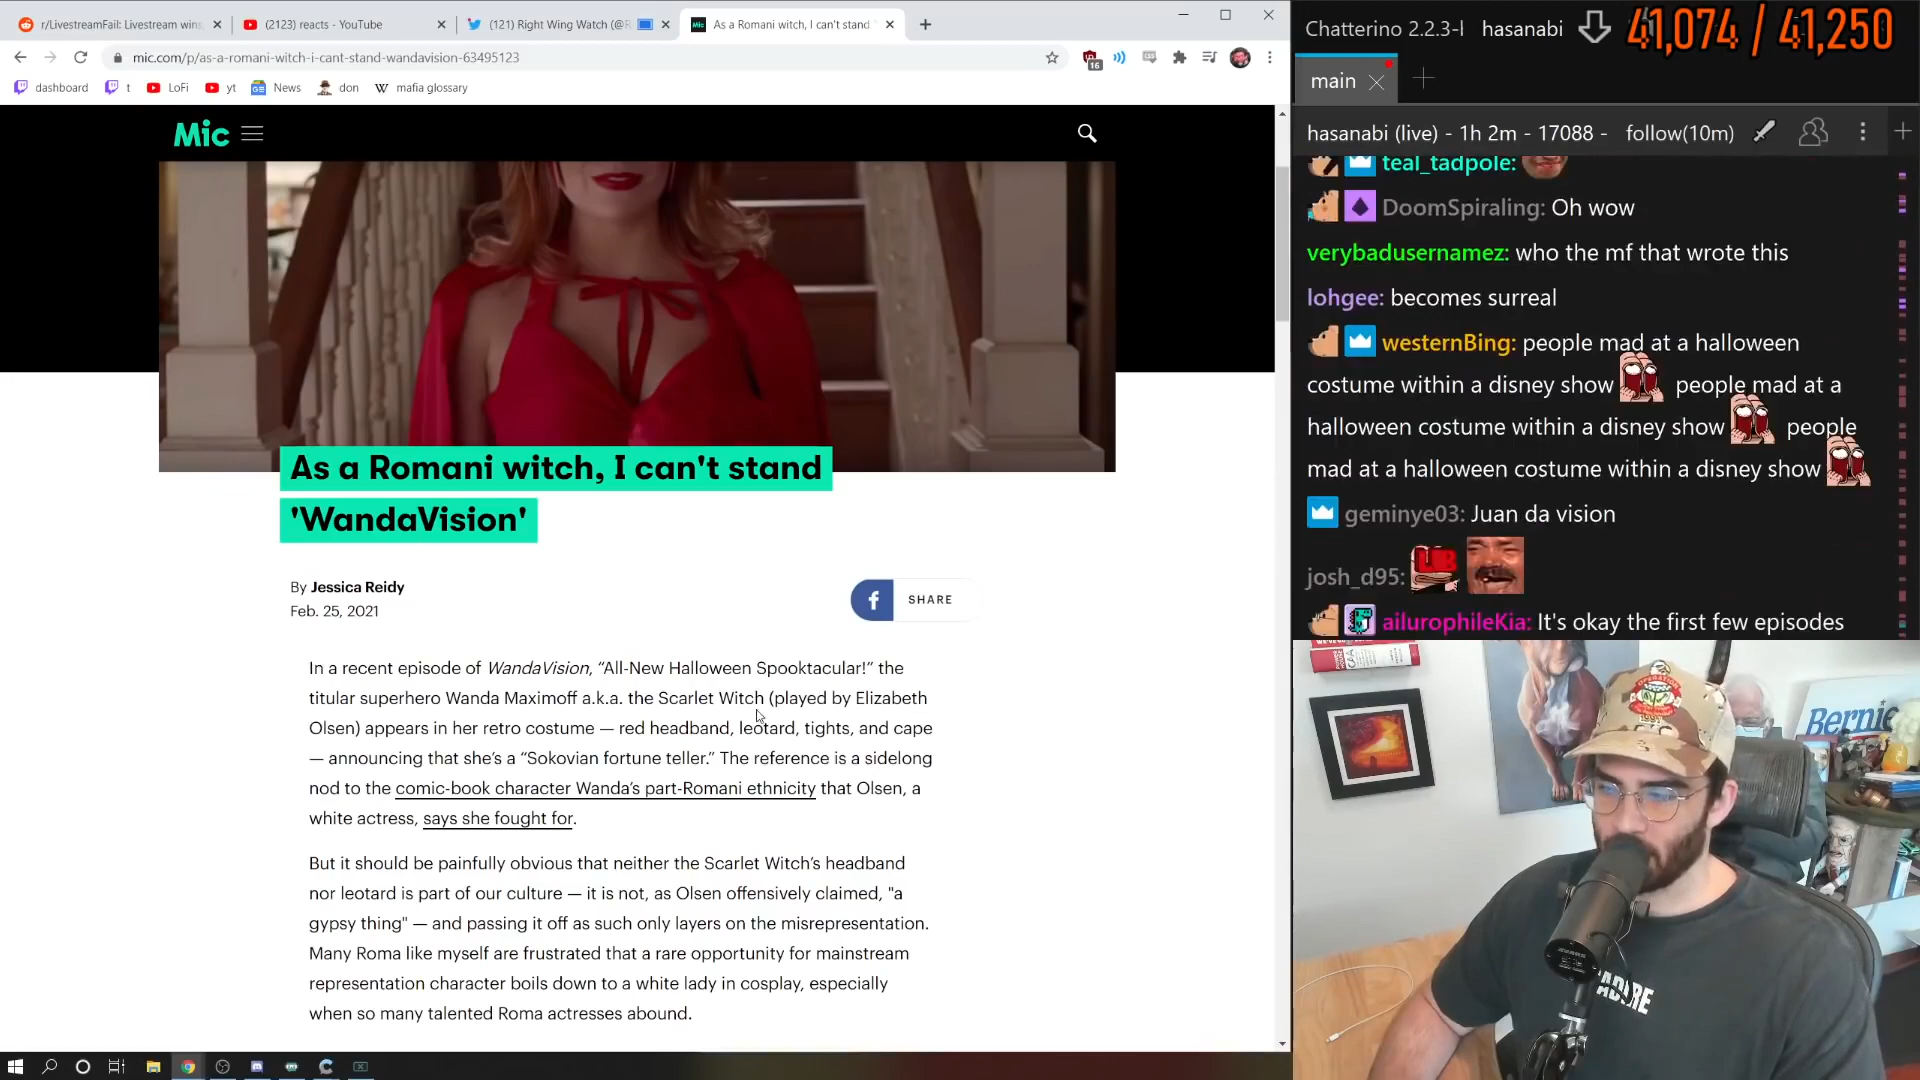 r/LivestreamFail: Livestream wins,
(2123) reacts - YouTube
(121) Right Wing Watch (@R
As a Romani witch, I can't stand
mic.com/p/as-a-romani-witch-i-cant-stand-wandavision-63495123
16
dashboard
t
LoFi
yt
News
don
mafia glossary
Mic
As a Romani witch, I can't stand
'WandaVision'
By Jessica Reidy
Feb. 25, 2021
SHARE
In a recent episode of WandaVision, “All-New Halloween Spooktacular!” the
titular superhero Wanda Maximoff a.k.a. the Scarlet Witch (played by Elizabeth
Olsen) appears in her retro costume — red headband, leotard, tights, and cape
— announcing that she’s a “Sokovian fortune teller.” The reference is a sidelong
nod to the comic-book character Wanda’s part-Romani ethnicity that Olsen, a
white actress, says she fought for.
But it should be painfully obvious that neither the Scarlet Witch’s headband
nor leotard is part of our culture — it is not, as Olsen offensively claimed, "a
gypsy thing" — and passing it off as such only layers on the misrepresentation.
Many Roma like myself are frustrated that a rare opportunity for mainstream
representation character boils down to a white lady in cosplay, especially
when so many talented Roma actresses abound.
Chatterino 2.2.3-l
hasanabi
41,074 / 41,250
main
hasanabi (live) - 1h 2m - 17088 - follow(10m)
teal_tadpole:
DoomSpiraling: Oh wow
verybadusernamez: who the mf that wrote this
lohgee: becomes surreal
westernBing: people mad at a halloween
costume within a disney show people mad at a
halloween costume within a disney show people
mad at a halloween costume within a disney show
geminye03: Juan da vision
josh_d95:
ailurophileKia: It's okay the first few episodes
Bernie